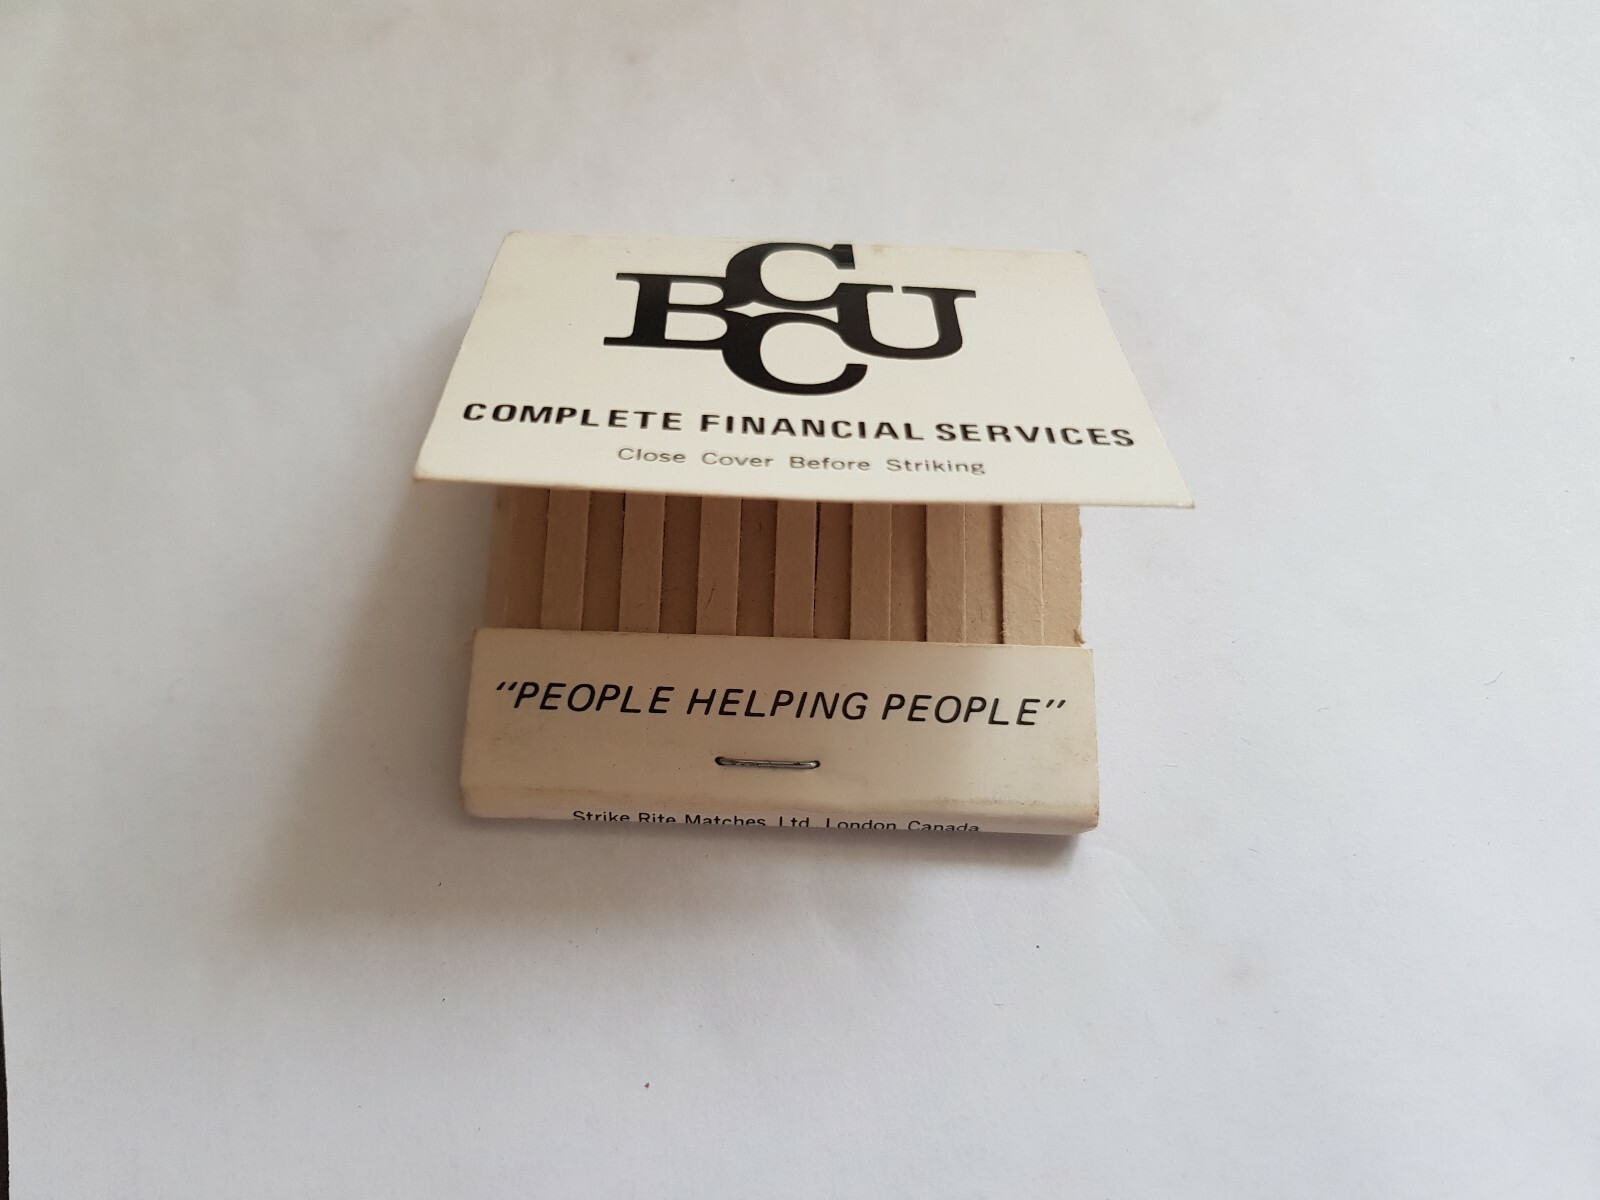 BCCU
COMPLETE FINANCIAL SERVICES
Close Cover Before Striking
"PEOPLE HELPING PEOPLE"
Strike Rite Matches Ltd. London Canada